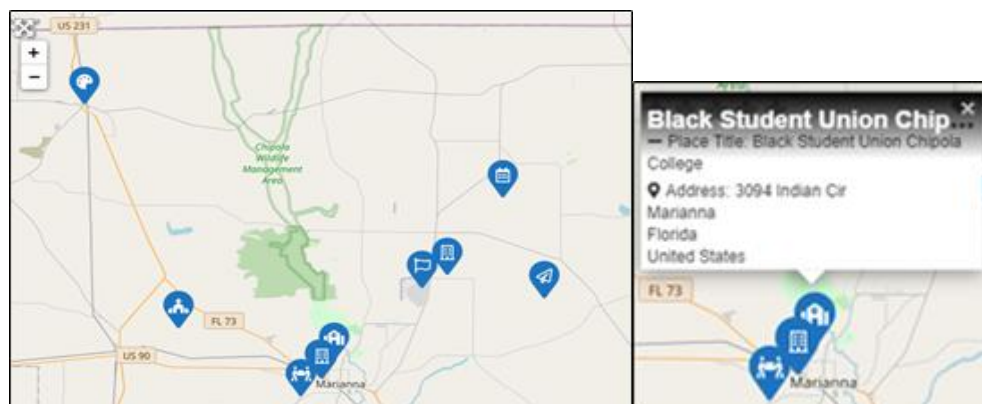 US 231
+
−
Chipola
Wildlife
Management
Area
FL 73
US 90
Marianna
Black Student Union Chip...
×
— Place Title: Black Student Union Chipola
College
Address: 3094 Indian Cir
Marianna
Florida
United States
FL 73
Marianna